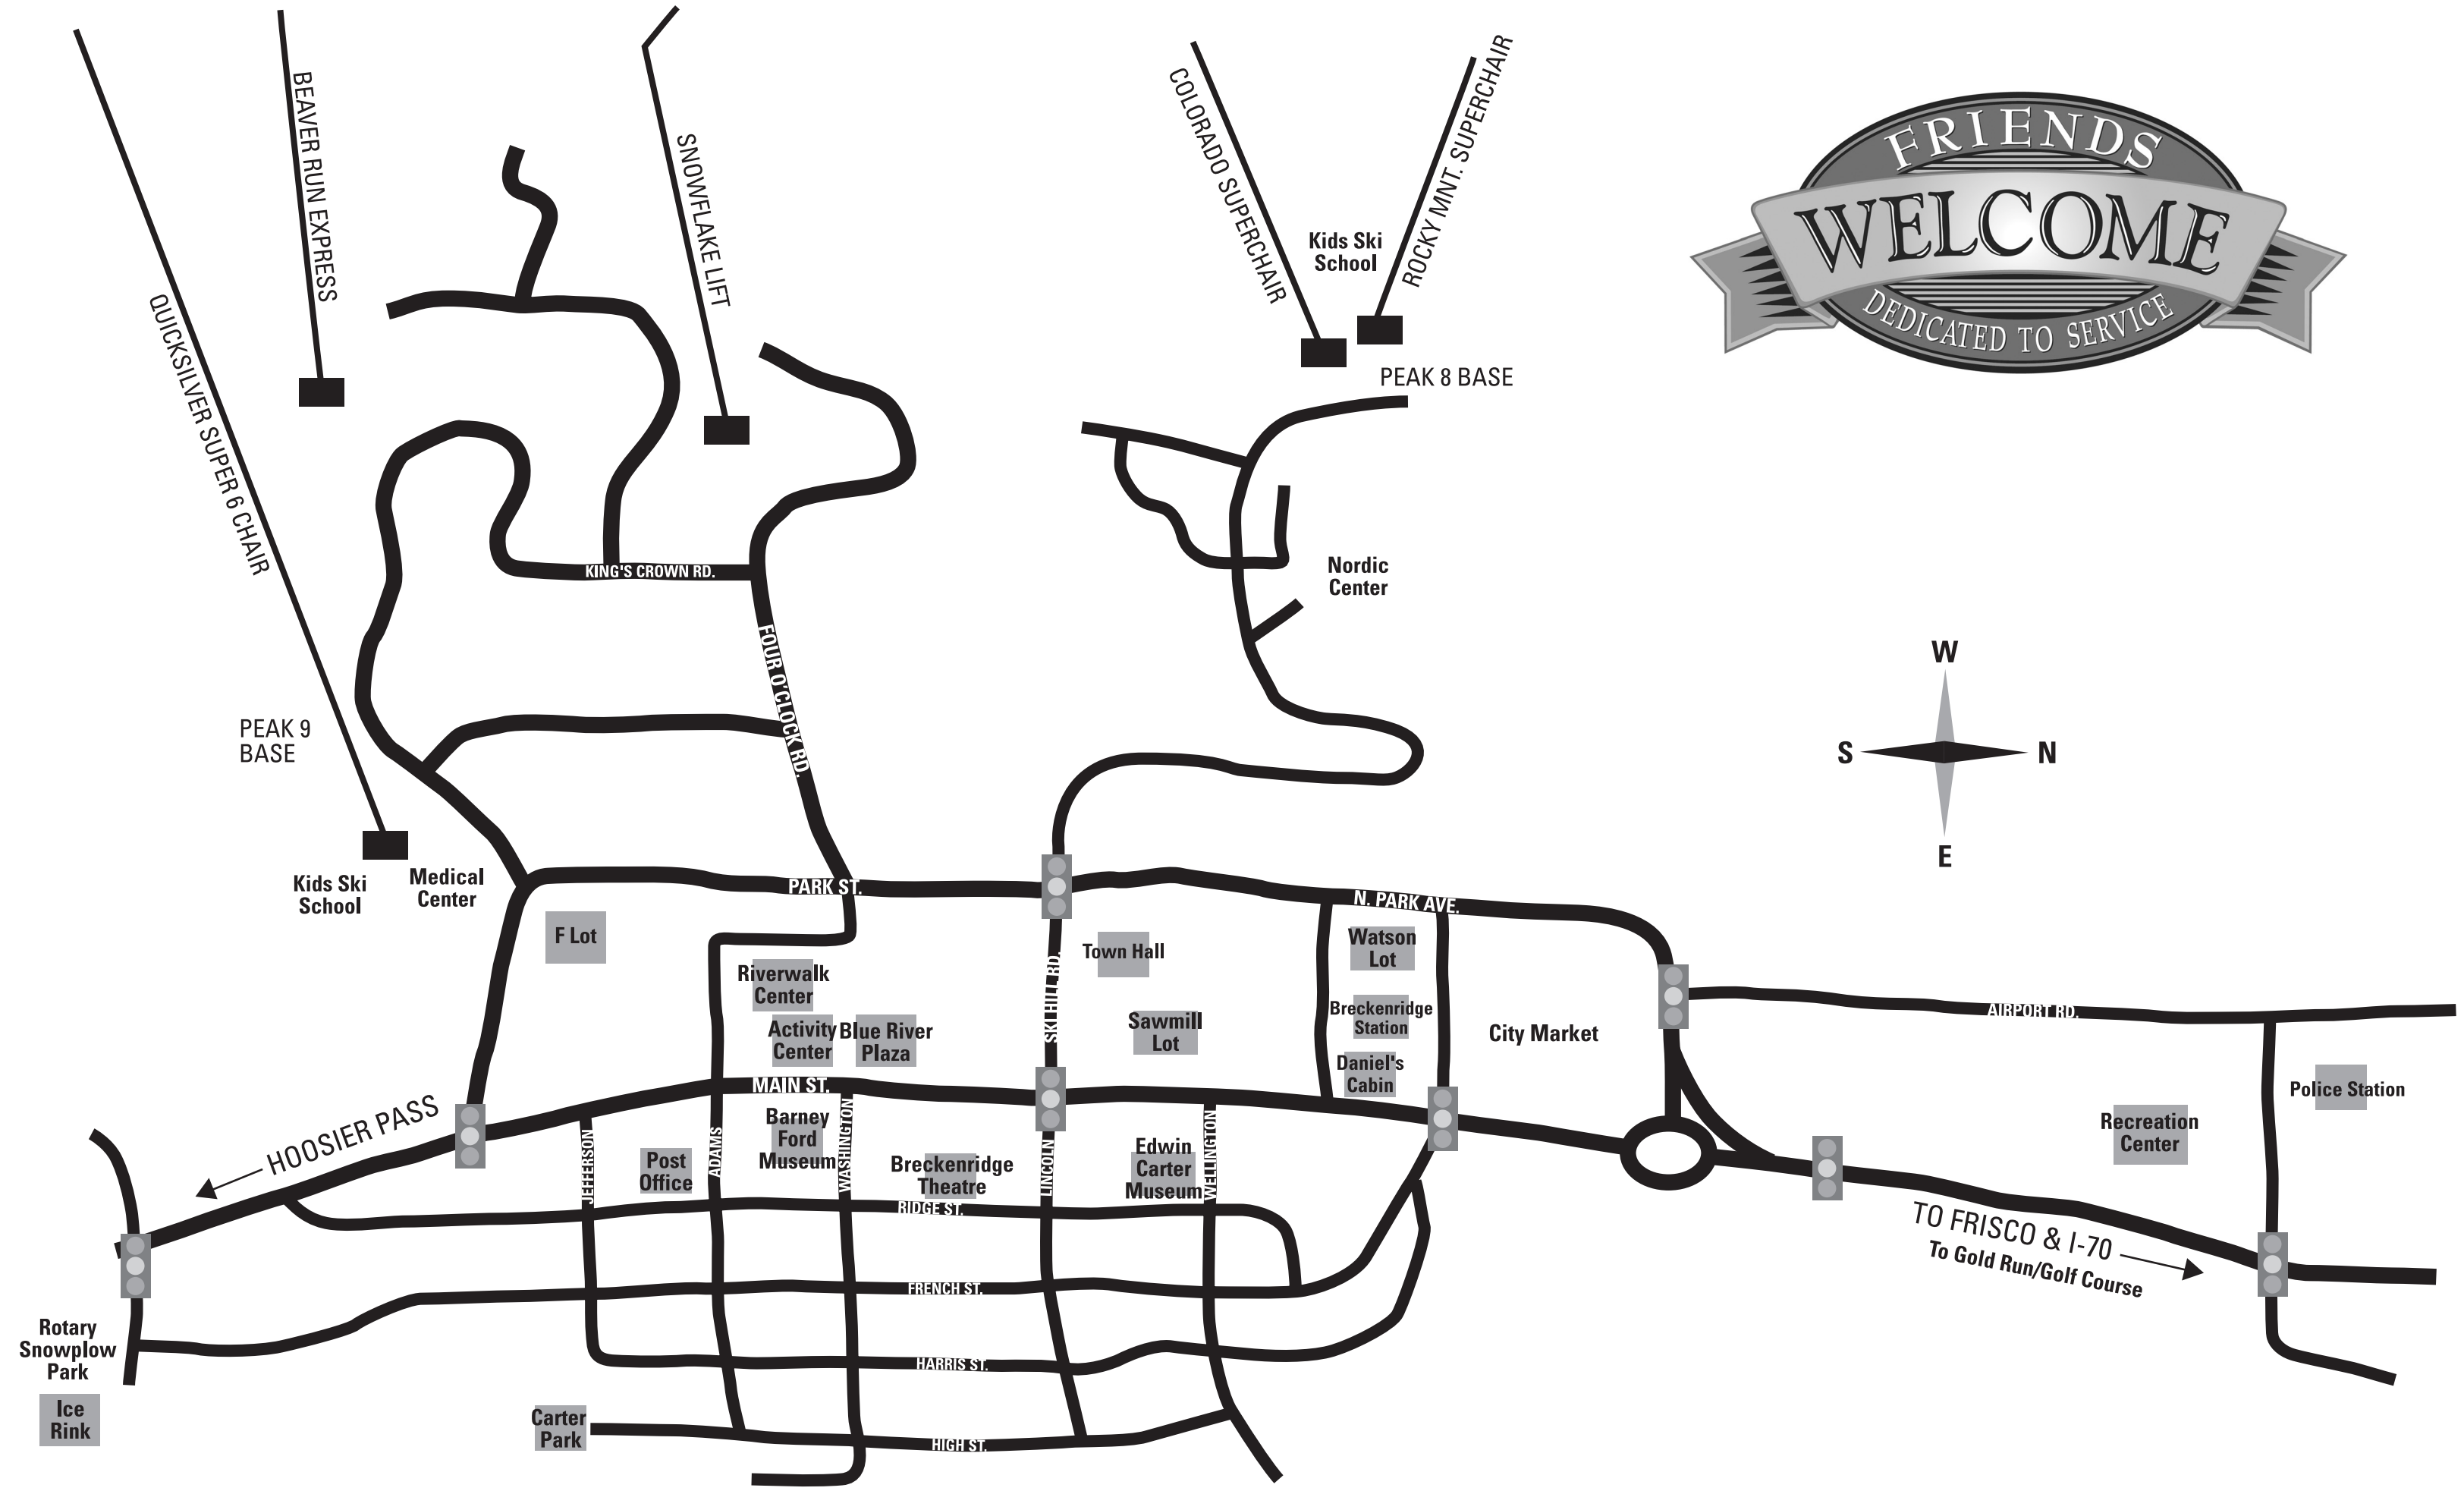 BEAVER RUN EXPRESS
QUICKSILVER SUPER 6 CHAIR
SNOWFLAKE LIFT
COLORADO SUPERCHAIR
ROCKY MNT. SUPERCHAIR
Kids Ski
School
PEAK 8 BASE
FRIENDS
WELCOME
DEDICATED TO SERVICE
Nordic
Center
KING'S CROWN RD.
FOUR O'CLOCK RD.
W
S
N
E
PEAK 9
BASE
Kids Ski
School
Medical
Center
PARK ST.
N. PARK AVE.
F Lot
Riverwalk
Center
Activity
Center
Blue River
Plaza
SKI HILL RD.
Town Hall
Sawmill
Lot
Watson
Lot
Breckenridge
Station
Daniel's
Cabin
City Market
AIRPORT RD.
Police Station
Recreation
Center
MAIN ST.
HOOSIER PASS
JEFFERSON
Post
Office
ADAMS
Barney
Ford
Museum
WASHINGTON
Breckenridge
Theatre
LINCOLN
Edwin
Carter
Museum
WELLINGTON
RIDGE ST.
TO FRISCO & I-70
To Gold Run/Golf Course
FRENCH ST.
HARRIS ST.
HIGH ST.
Rotary
Snowplow
Park
Ice
Rink
Carter
Park